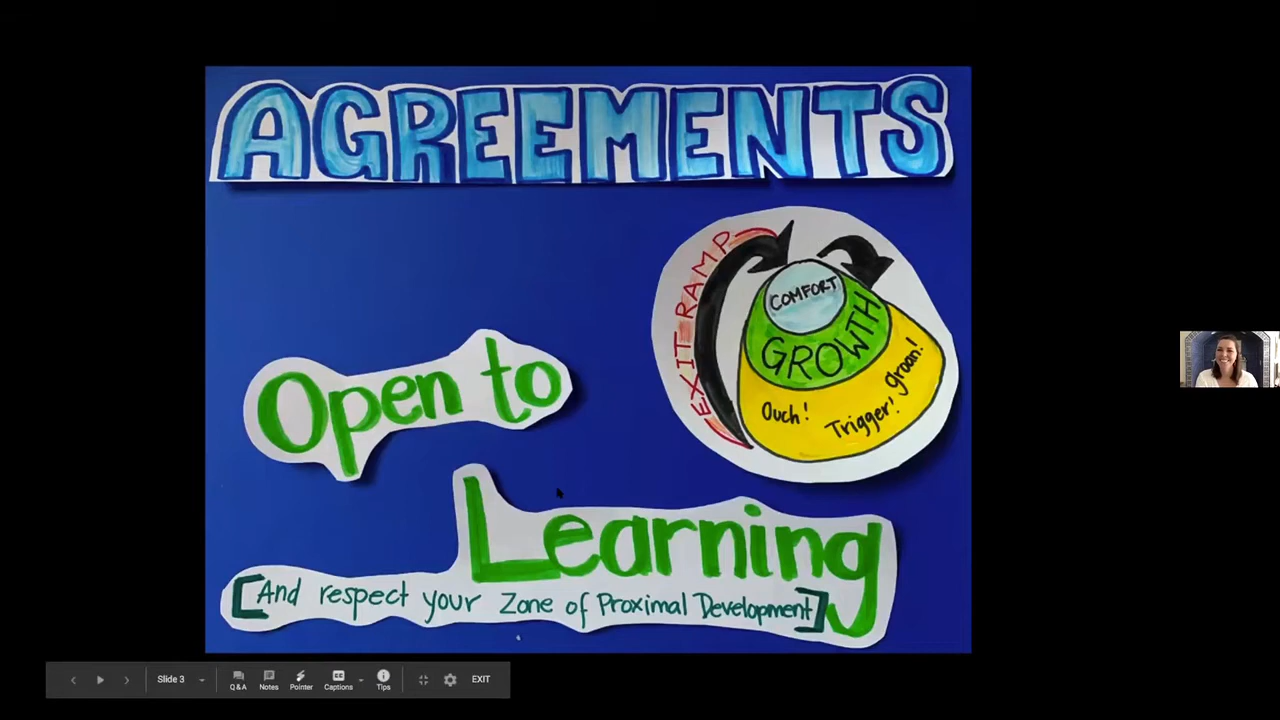 AGREEMENTS
EXIT RAMP
COMFORT
GROWTH
Ouch! Trigger! groan!
Open to
Learning
[And respect your Zone of Proximal Development]
Slide 3
Q&A
Notes
Pointer
Captions
Tips
EXIT